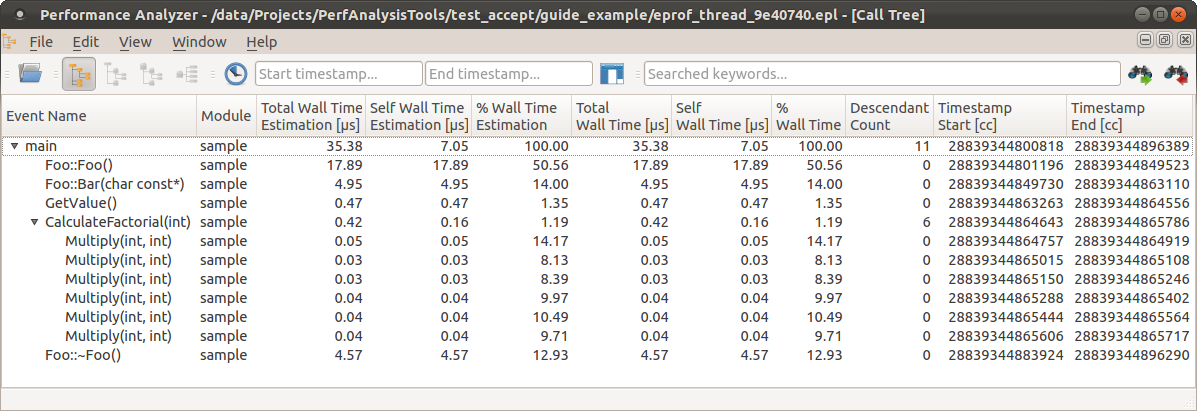 Performance Analyzer - /data/Projects/PerfAnalysisTools/test_accept/guide_example/eprof_thread_9e40740.epl - [Call Tree]
File Edit View Window Help
Start timestamp... End timestamp... Searched keywords...
Event Name Module Total Wall Time Estimation [µs] Self Wall Time Estimation [µs] % Wall Time Estimation Total Wall Time [µs] Self Wall Time [µs] % Wall Time Descendant Count Timestamp Start [cc] Timestamp End [cc]
main sample 35.38 7.05 100.00 35.38 7.05 100.00 11 28839344800818 28839344896389
Foo::Foo() sample 17.89 17.89 50.56 17.89 17.89 50.56 0 28839344801196 28839344849523
Foo::Bar(char const*) sample 4.95 4.95 14.00 4.95 4.95 14.00 0 28839344849730 28839344863110
GetValue() sample 0.47 0.47 1.35 0.47 0.47 1.35 0 28839344863263 28839344864556
CalculateFactorial(int) sample 0.42 0.16 1.19 0.42 0.16 1.19 6 28839344864643 28839344865786
Multiply(int, int) sample 0.05 0.05 14.17 0.05 0.05 14.17 0 28839344864757 28839344864919
Multiply(int, int) sample 0.03 0.03 8.13 0.03 0.03 8.13 0 28839344865015 28839344865108
Multiply(int, int) sample 0.03 0.03 8.39 0.03 0.03 8.39 0 28839344865150 28839344865246
Multiply(int, int) sample 0.04 0.04 9.97 0.04 0.04 9.97 0 28839344865288 28839344865402
Multiply(int, int) sample 0.04 0.04 10.49 0.04 0.04 10.49 0 28839344865444 28839344865564
Multiply(int, int) sample 0.04 0.04 9.71 0.04 0.04 9.71 0 28839344865606 28839344865717
Foo::~Foo() sample 4.57 4.57 12.93 4.57 4.57 12.93 0 28839344883924 28839344896290